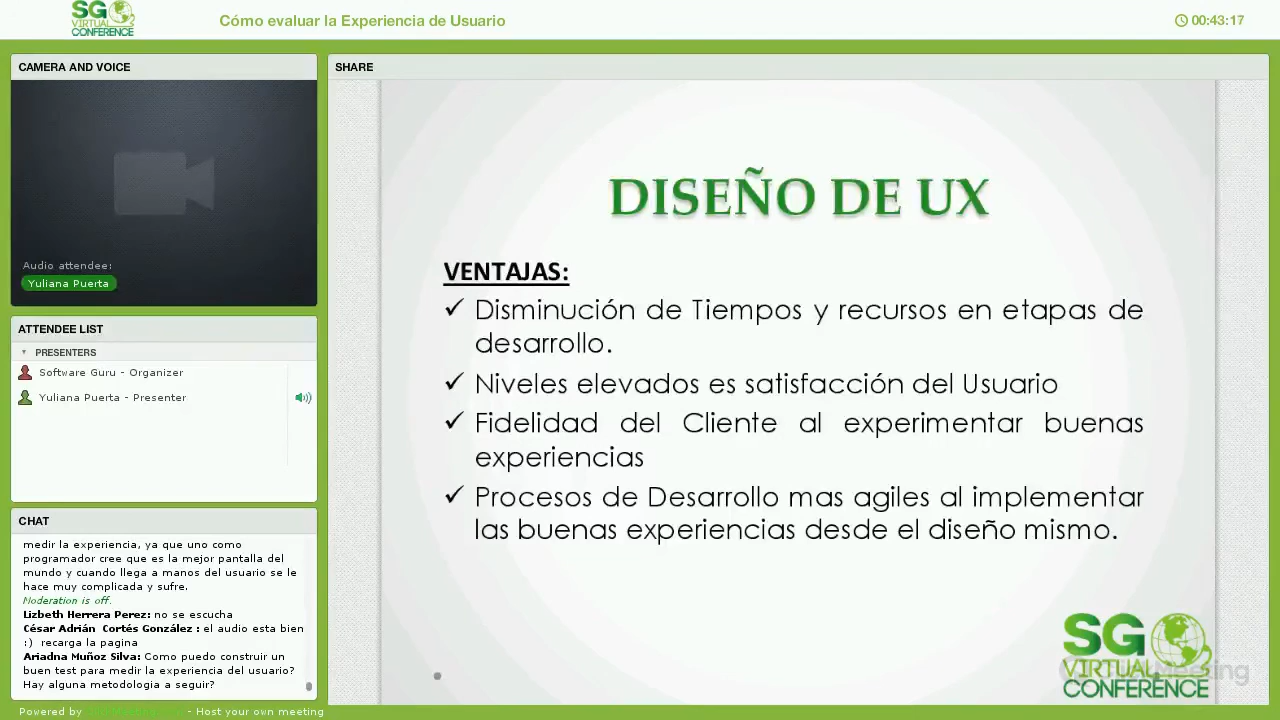 SG
VIRTUAL
CONFERENCE
Cómo evaluar la Experiencia de Usuario
00:43:17
CAMERA AND VOICE
Audio attendee:
Yuliana Puerta
ATTENDEE LIST
PRESENTERS
Software Guru - Organizer
Yuliana Puerta - Presenter
CHAT
medir la experiencia, ya que uno como
programador cree que es la mejor pantalla del
mundo y cuando llega a manos del usuario se le
hace muy complicada y sufre.
Moderation is off.
Lizbeth Herrera Perez: no se escucha
César Adrián Cortés González : el audio esta bien
:) recarga la pagina
Ariadna Muñoz Silva: Como puedo construir un
buen test para medir la experiencia del usuario?
Hay alguna metodologia a seguir?
Powered by
- Host your own meeting
SHARE
DISEÑO DE UX
VENTAJAS:
✓ Disminución de Tiempos y recursos en etapas de
desarrollo.
✓ Niveles elevados es satisfacción del Usuario
✓ Fidelidad del Cliente al experimentar buenas
experiencias
✓ Procesos de Desarrollo mas agiles al implementar
las buenas experiencias desde el diseño mismo.
SG
VIRTUAL
CONFERENCE